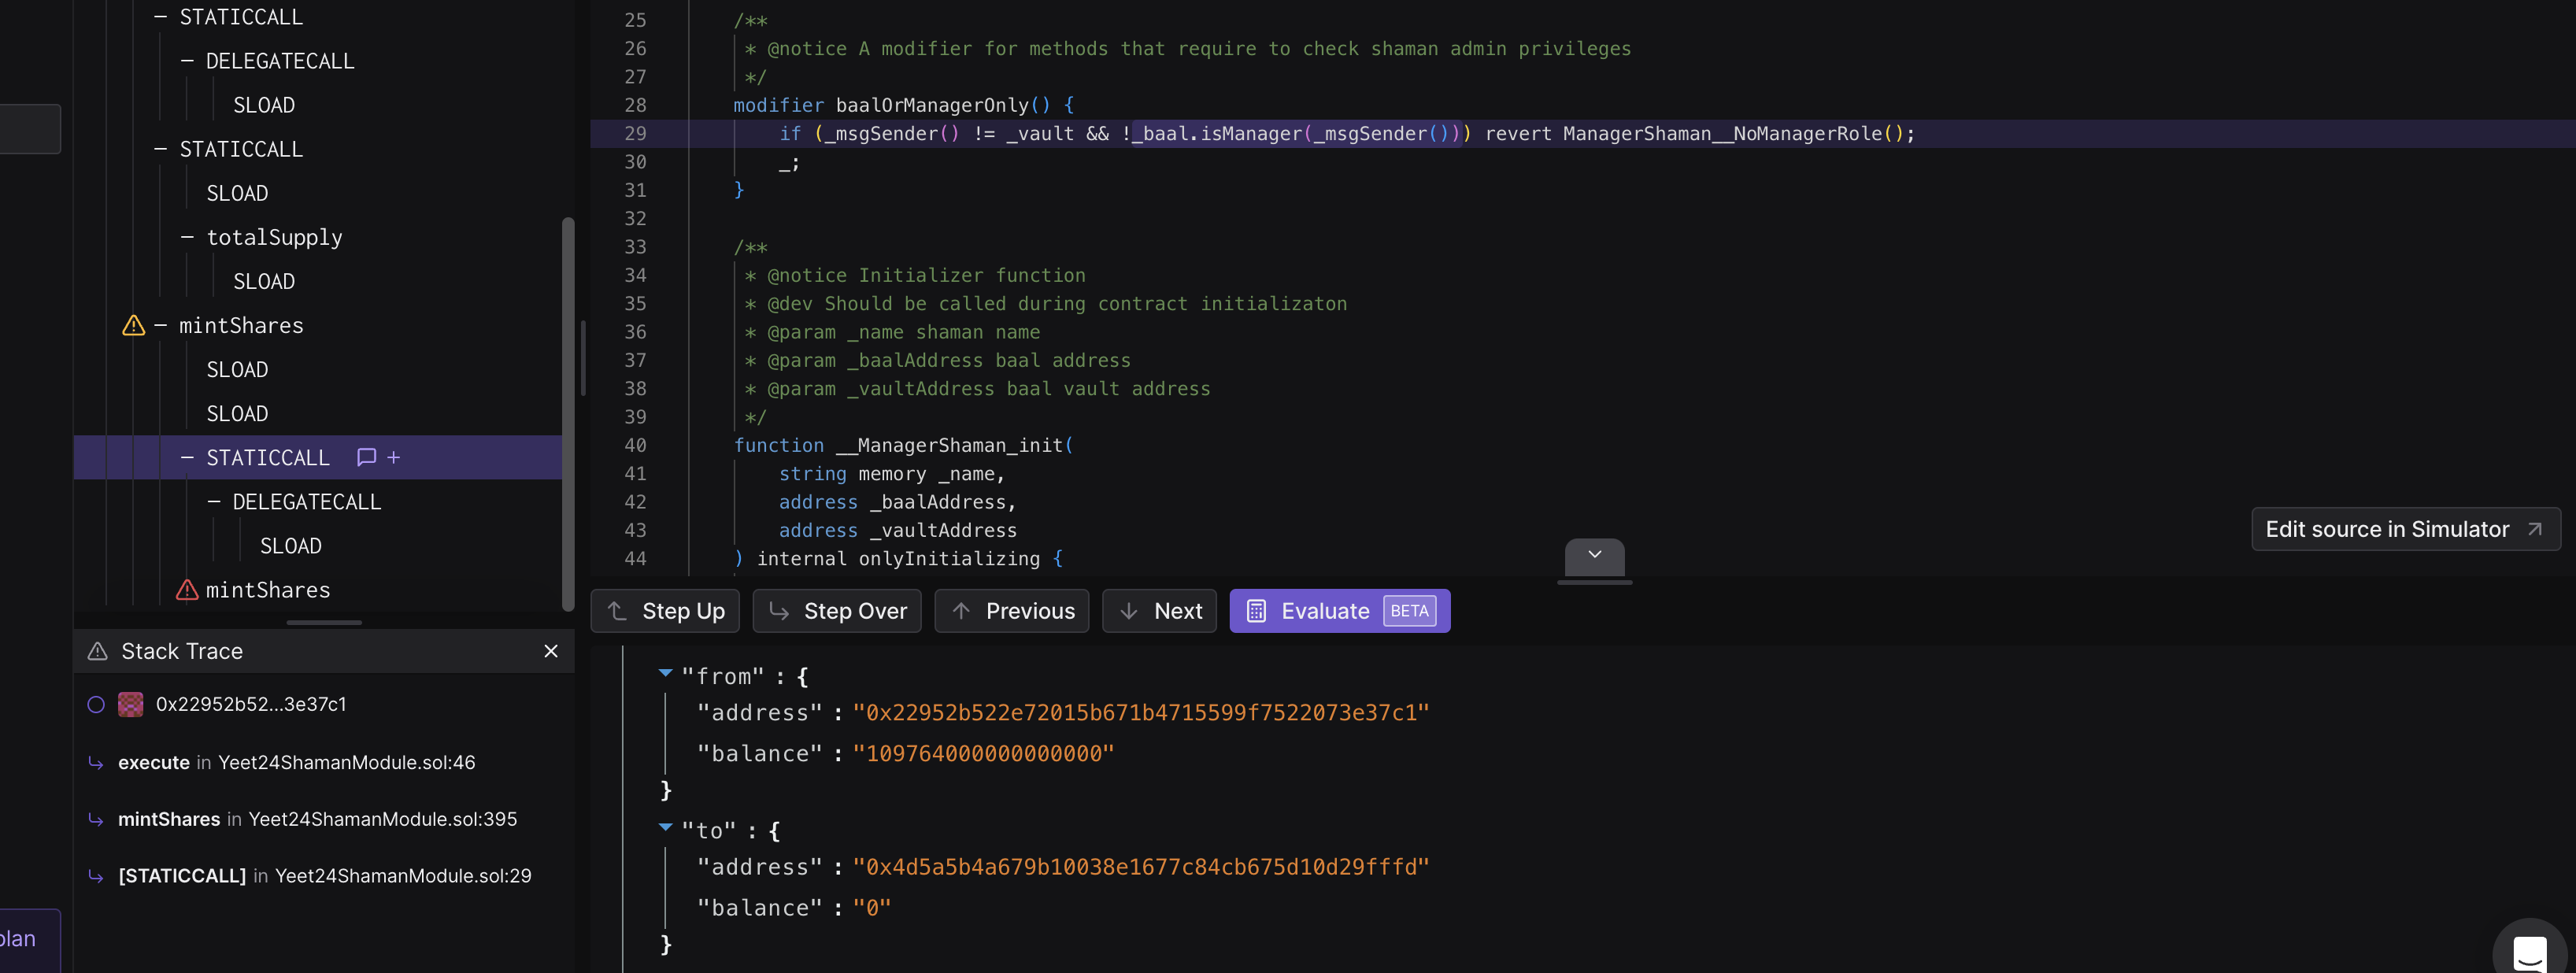 STATICCALL
DELEGATECALL
SLOAD
STATICCALL
SLOAD
totalSupply
SLOAD
mintShares
SLOAD
SLOAD
STATICCALL
DELEGATECALL
SLOAD
mintShares
Stack Trace
0x22952b52...3e37c1
execute in Yeet24ShamanModule.sol:46
mintShares in Yeet24ShamanModule.sol:395
[STATICCALL] in Yeet24ShamanModule.sol:29
plan
25 /**
26 * @notice A modifier for methods that require to check shaman admin privileges
27 */
28 modifier baalOrManagerOnly() {
29 if (_msgSender() != _vault && !_baal.isManager(_msgSender())) revert ManagerShaman__NoManagerRole();
30 _;
31 }
32
33 /**
34 * @notice Initializer function
35 * @dev Should be called during contract initializaton
36 * @param _name shaman name
37 * @param _baalAddress baal address
38 * @param _vaultAddress baal vault address
39 */
40 function __ManagerShaman_init(
41 string memory _name,
42 address _baalAddress,
43 address _vaultAddress
44 ) internal onlyInitializing {
Edit source in Simulator
Step Up Step Over Previous Next Evaluate BETA
"from" : {
"address" : "0x22952b522e72015b671b4715599f7522073e37c1"
"balance" : "109764000000000000"
}
"to" : {
"address" : "0x4d5a5b4a679b10038e1677c84cb675d10d29fffd"
"balance" : "0"
}